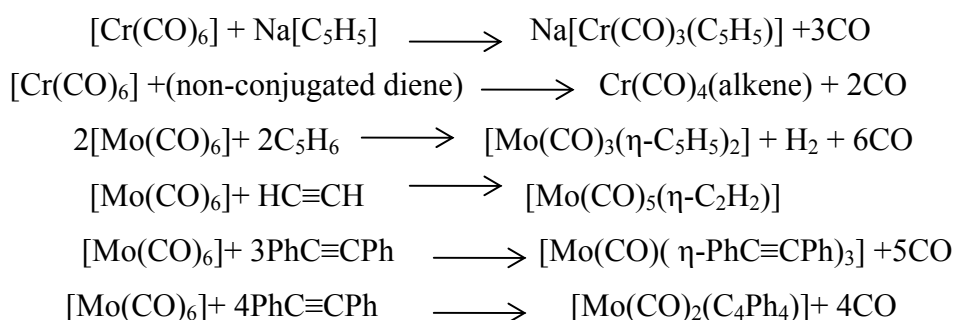 [Cr(CO)₆] + Na[C₅H₅] ⟶ Na[Cr(CO)₃(C₅H₅)] +3CO
[Cr(CO)₆] +(non-conjugated diene) ⟶ Cr(CO)₄(alkene) + 2CO
2[Mo(CO)₆]+ 2C₅H₆ ⟶ [Mo(CO)₃(η-C₅H₅)₂] + H₂ + 6CO
[Mo(CO)₆]+ HC≡CH ⟶ [Mo(CO)₅(η-C₂H₂)]
[Mo(CO)₆]+ 3PhC≡CPh ⟶ [Mo(CO)( η-PhC≡CPh)₃] +5CO
[Mo(CO)₆]+ 4PhC≡CPh ⟶ [Mo(CO)₂(C₄Ph₄)]+ 4CO